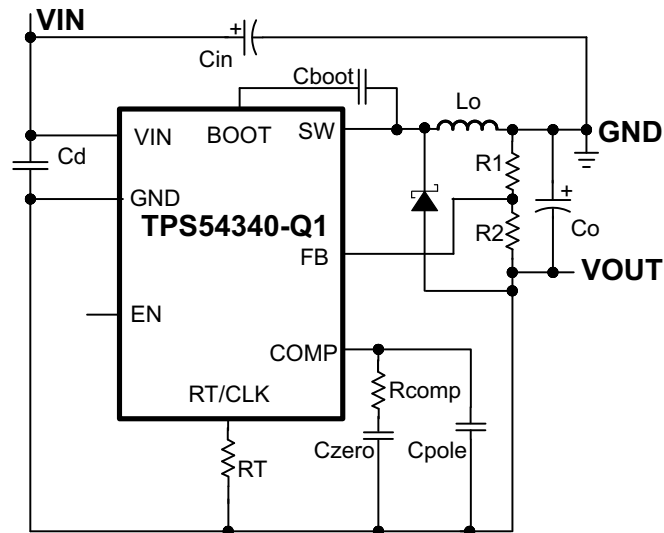 VIN
+
Cin
Cboot
Lo
VIN
BOOT
SW
GND
Cd
R1
GND
+
TPS54340-Q1
R2
Co
FB
VOUT
EN
COMP
RT/CLK
Rcomp
RT
Czero
Cpole